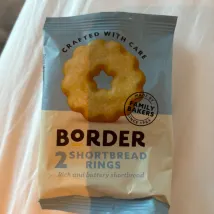 CRAFTED WITH CARE
FAMILY
BAKERS
BORDER
2 SHORTBREAD
RINGS
Rich and buttery shortbread